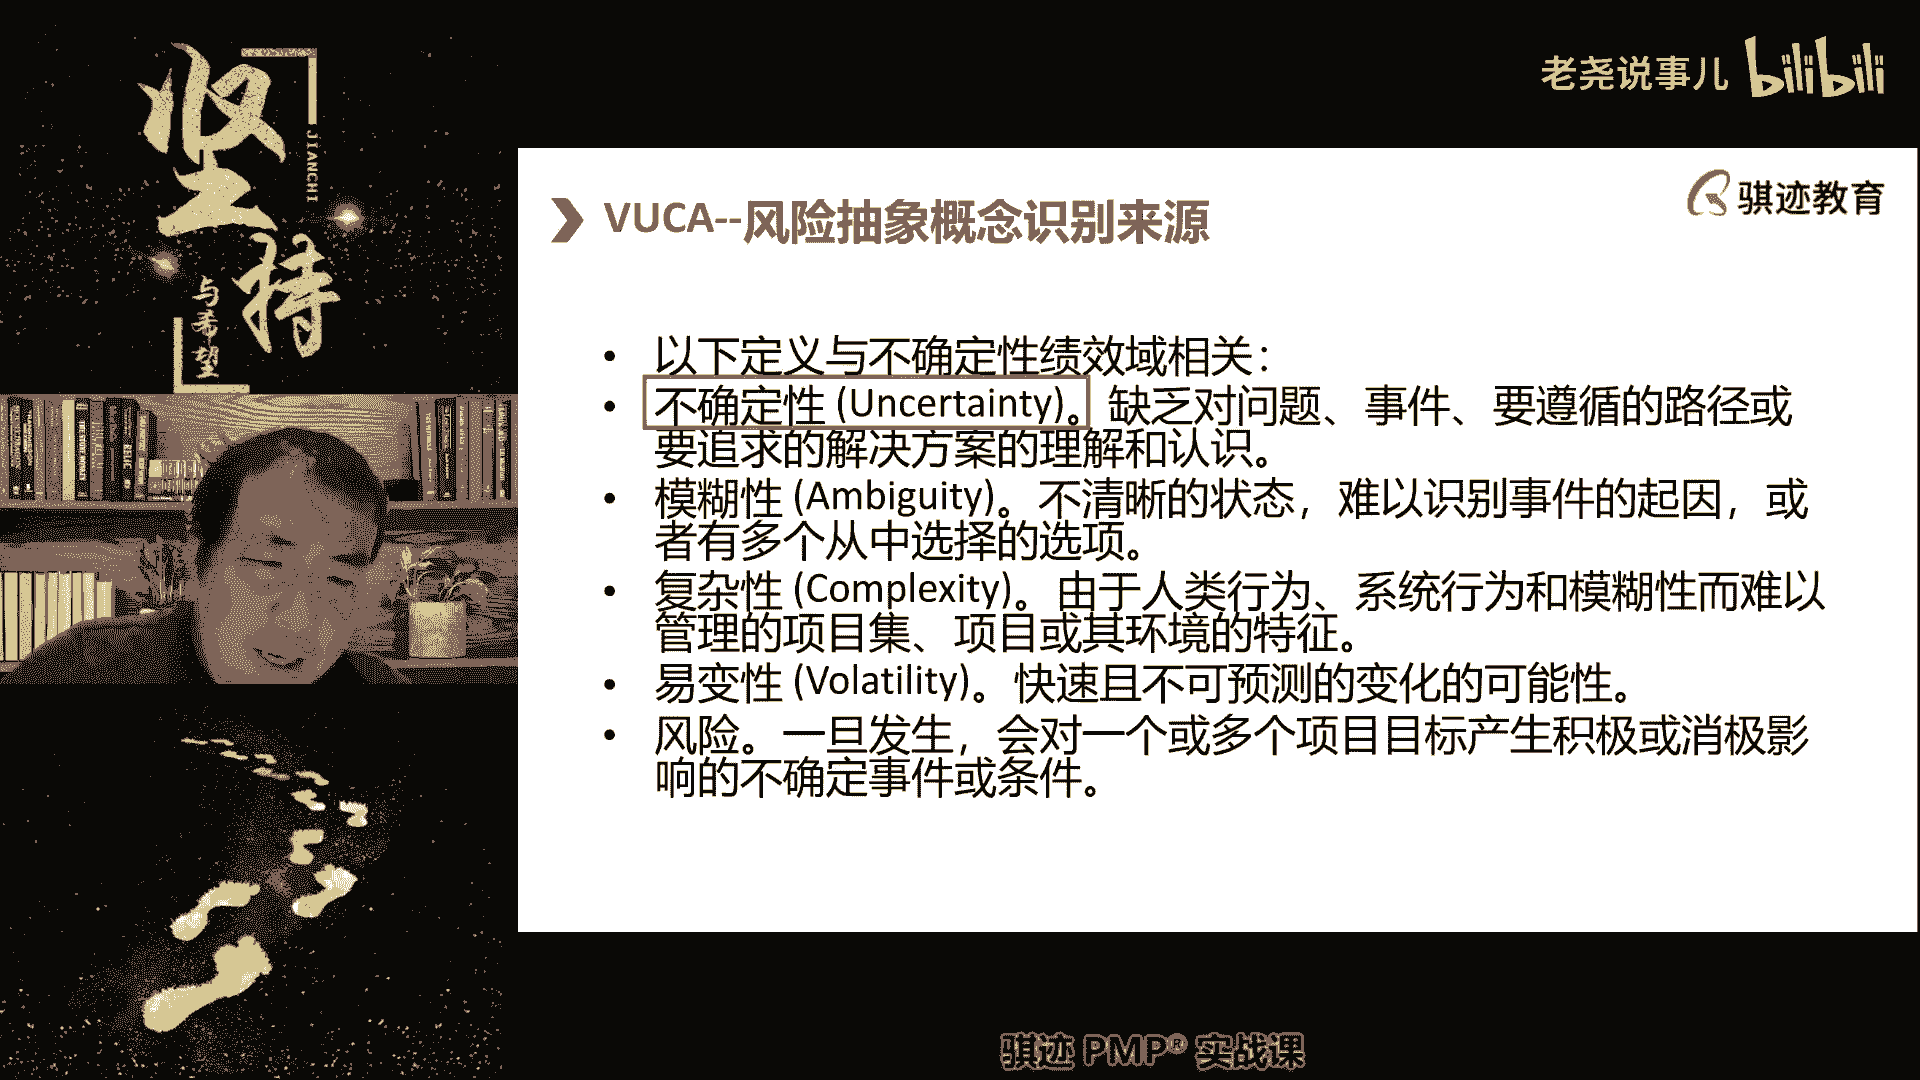 坚持
JIANCHI
与希望
老尧说事儿 bilibili
骐迹教育
VUCA--风险抽象概念识别来源
• 以下定义与不确定性绩效域相关：
• 不确定性 (Uncertainty)。缺乏对问题、事件、要遵循的路径或
要追求的解决方案的理解和认识。
• 模糊性 (Ambiguity)。不清晰的状态，难以识别事件的起因，或
者有多个从中选择的选项。
• 复杂性 (Complexity)。由于人类行为、系统行为和模糊性而难以
管理的项目集、项目或其环境的特征。
• 易变性 (Volatility)。快速且不可预测的变化的可能性。
• 风险。一旦发生，会对一个或多个项目目标产生积极或消极影
响的不确定事件或条件。
骐迹 PMP® 实战课